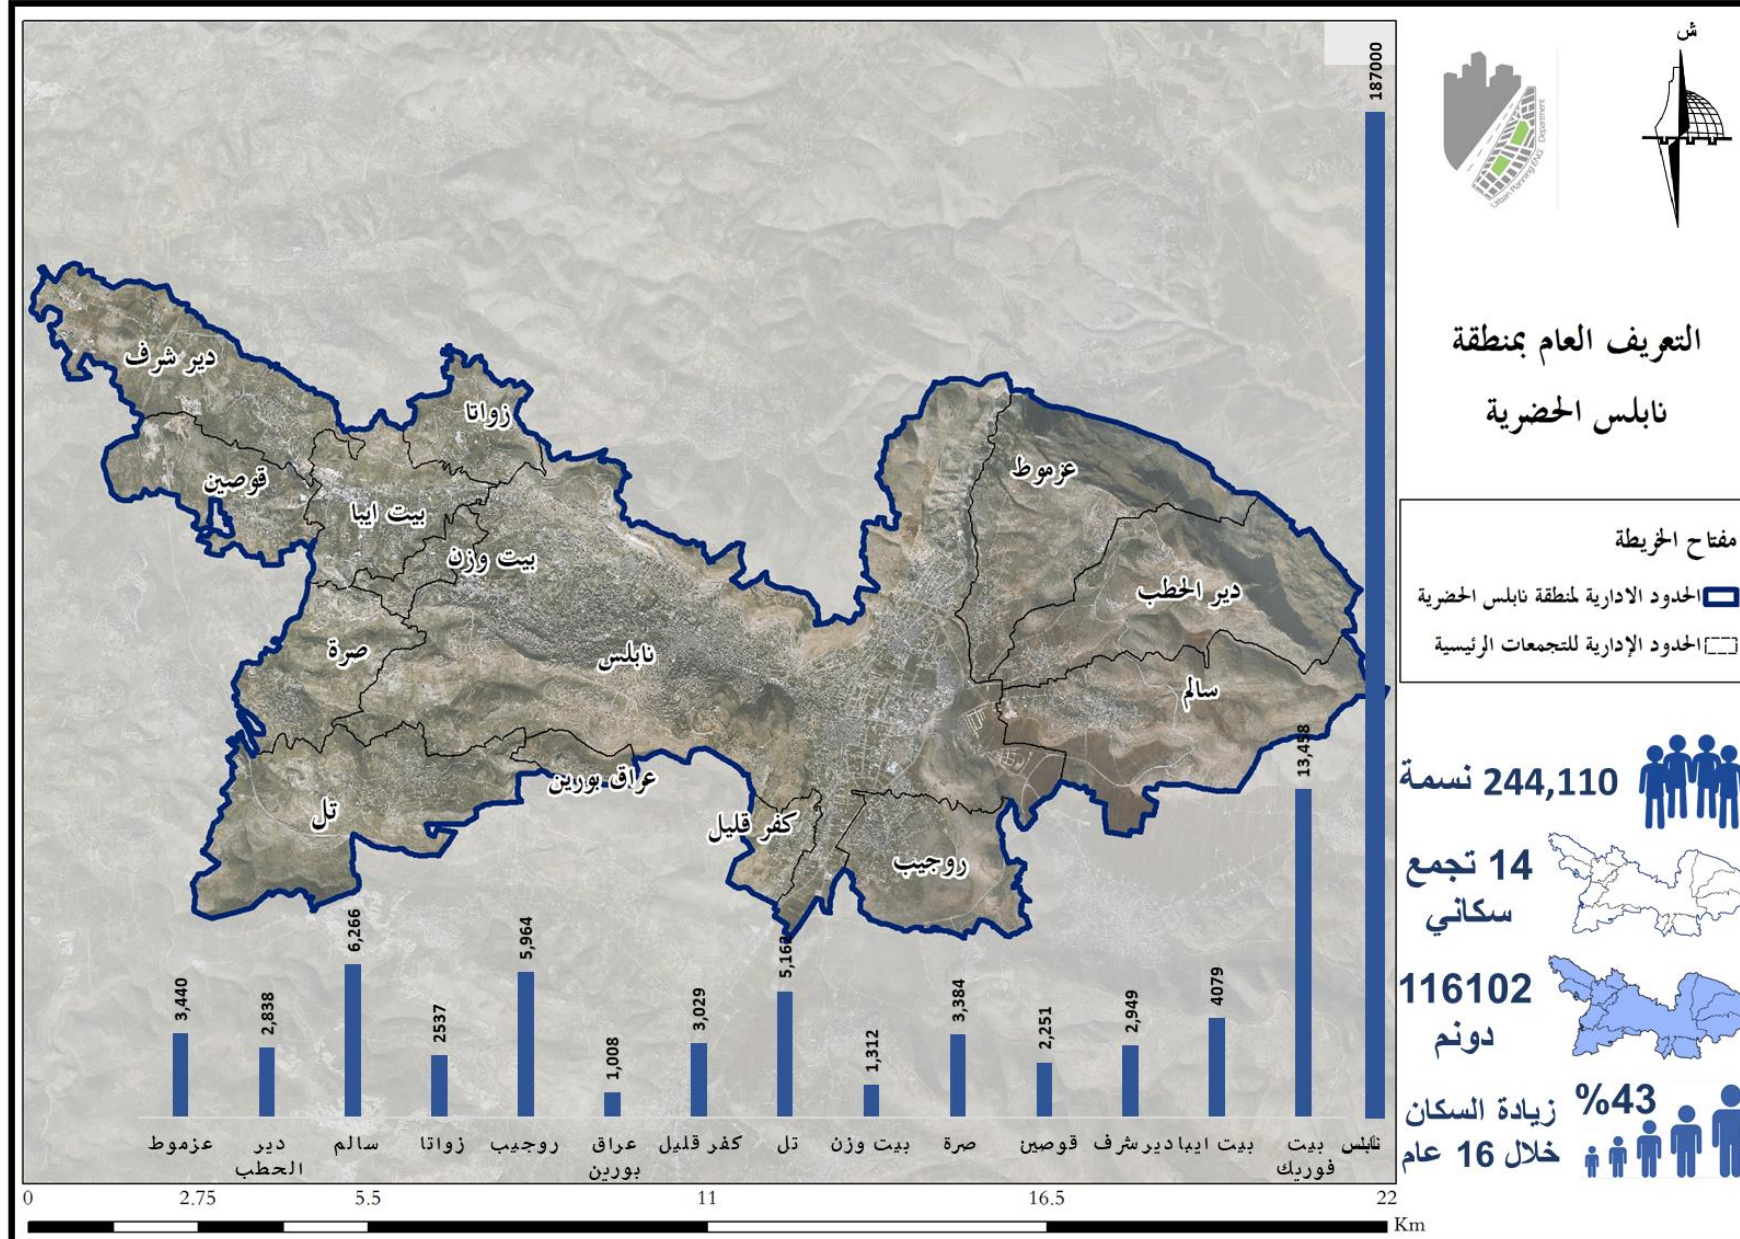 ش
Urban Planning ENG. Department
التعريف العام بمنطقة
نابلس الحضرية
مفتاح الخريطة
الحدود الادارية لمنطقة نابلس الحضرية
الحدود الإدارية للتجمعات الرئيسية
244,110 نسمة
14 تجمع
سكاني
116102
دونم
%43 زيادة السكان
خلال 16 عام
دير شرف
زواتا
قوصين
بيت ايبا
بيت وزن
صرة
نابلس
تل
عراق بورين
كفر قليل
روجيب
عزموط
دير الحطب
سالم
3,440
2,838
6,266
2537
5,964
1,008
3,029
1,312
3,384
2,251
2,949
4079
13,458
187000
عزموط
دير
الحطب
سالم
زواتا
روجيب
عراق
بورين
كفر قليل
تل
بيت وزن
صرة
قوصين
دير شرف
بيت ايبا
بيت
فوريك
نابلس
0 2.75 5.5 11 16.5 22
Km